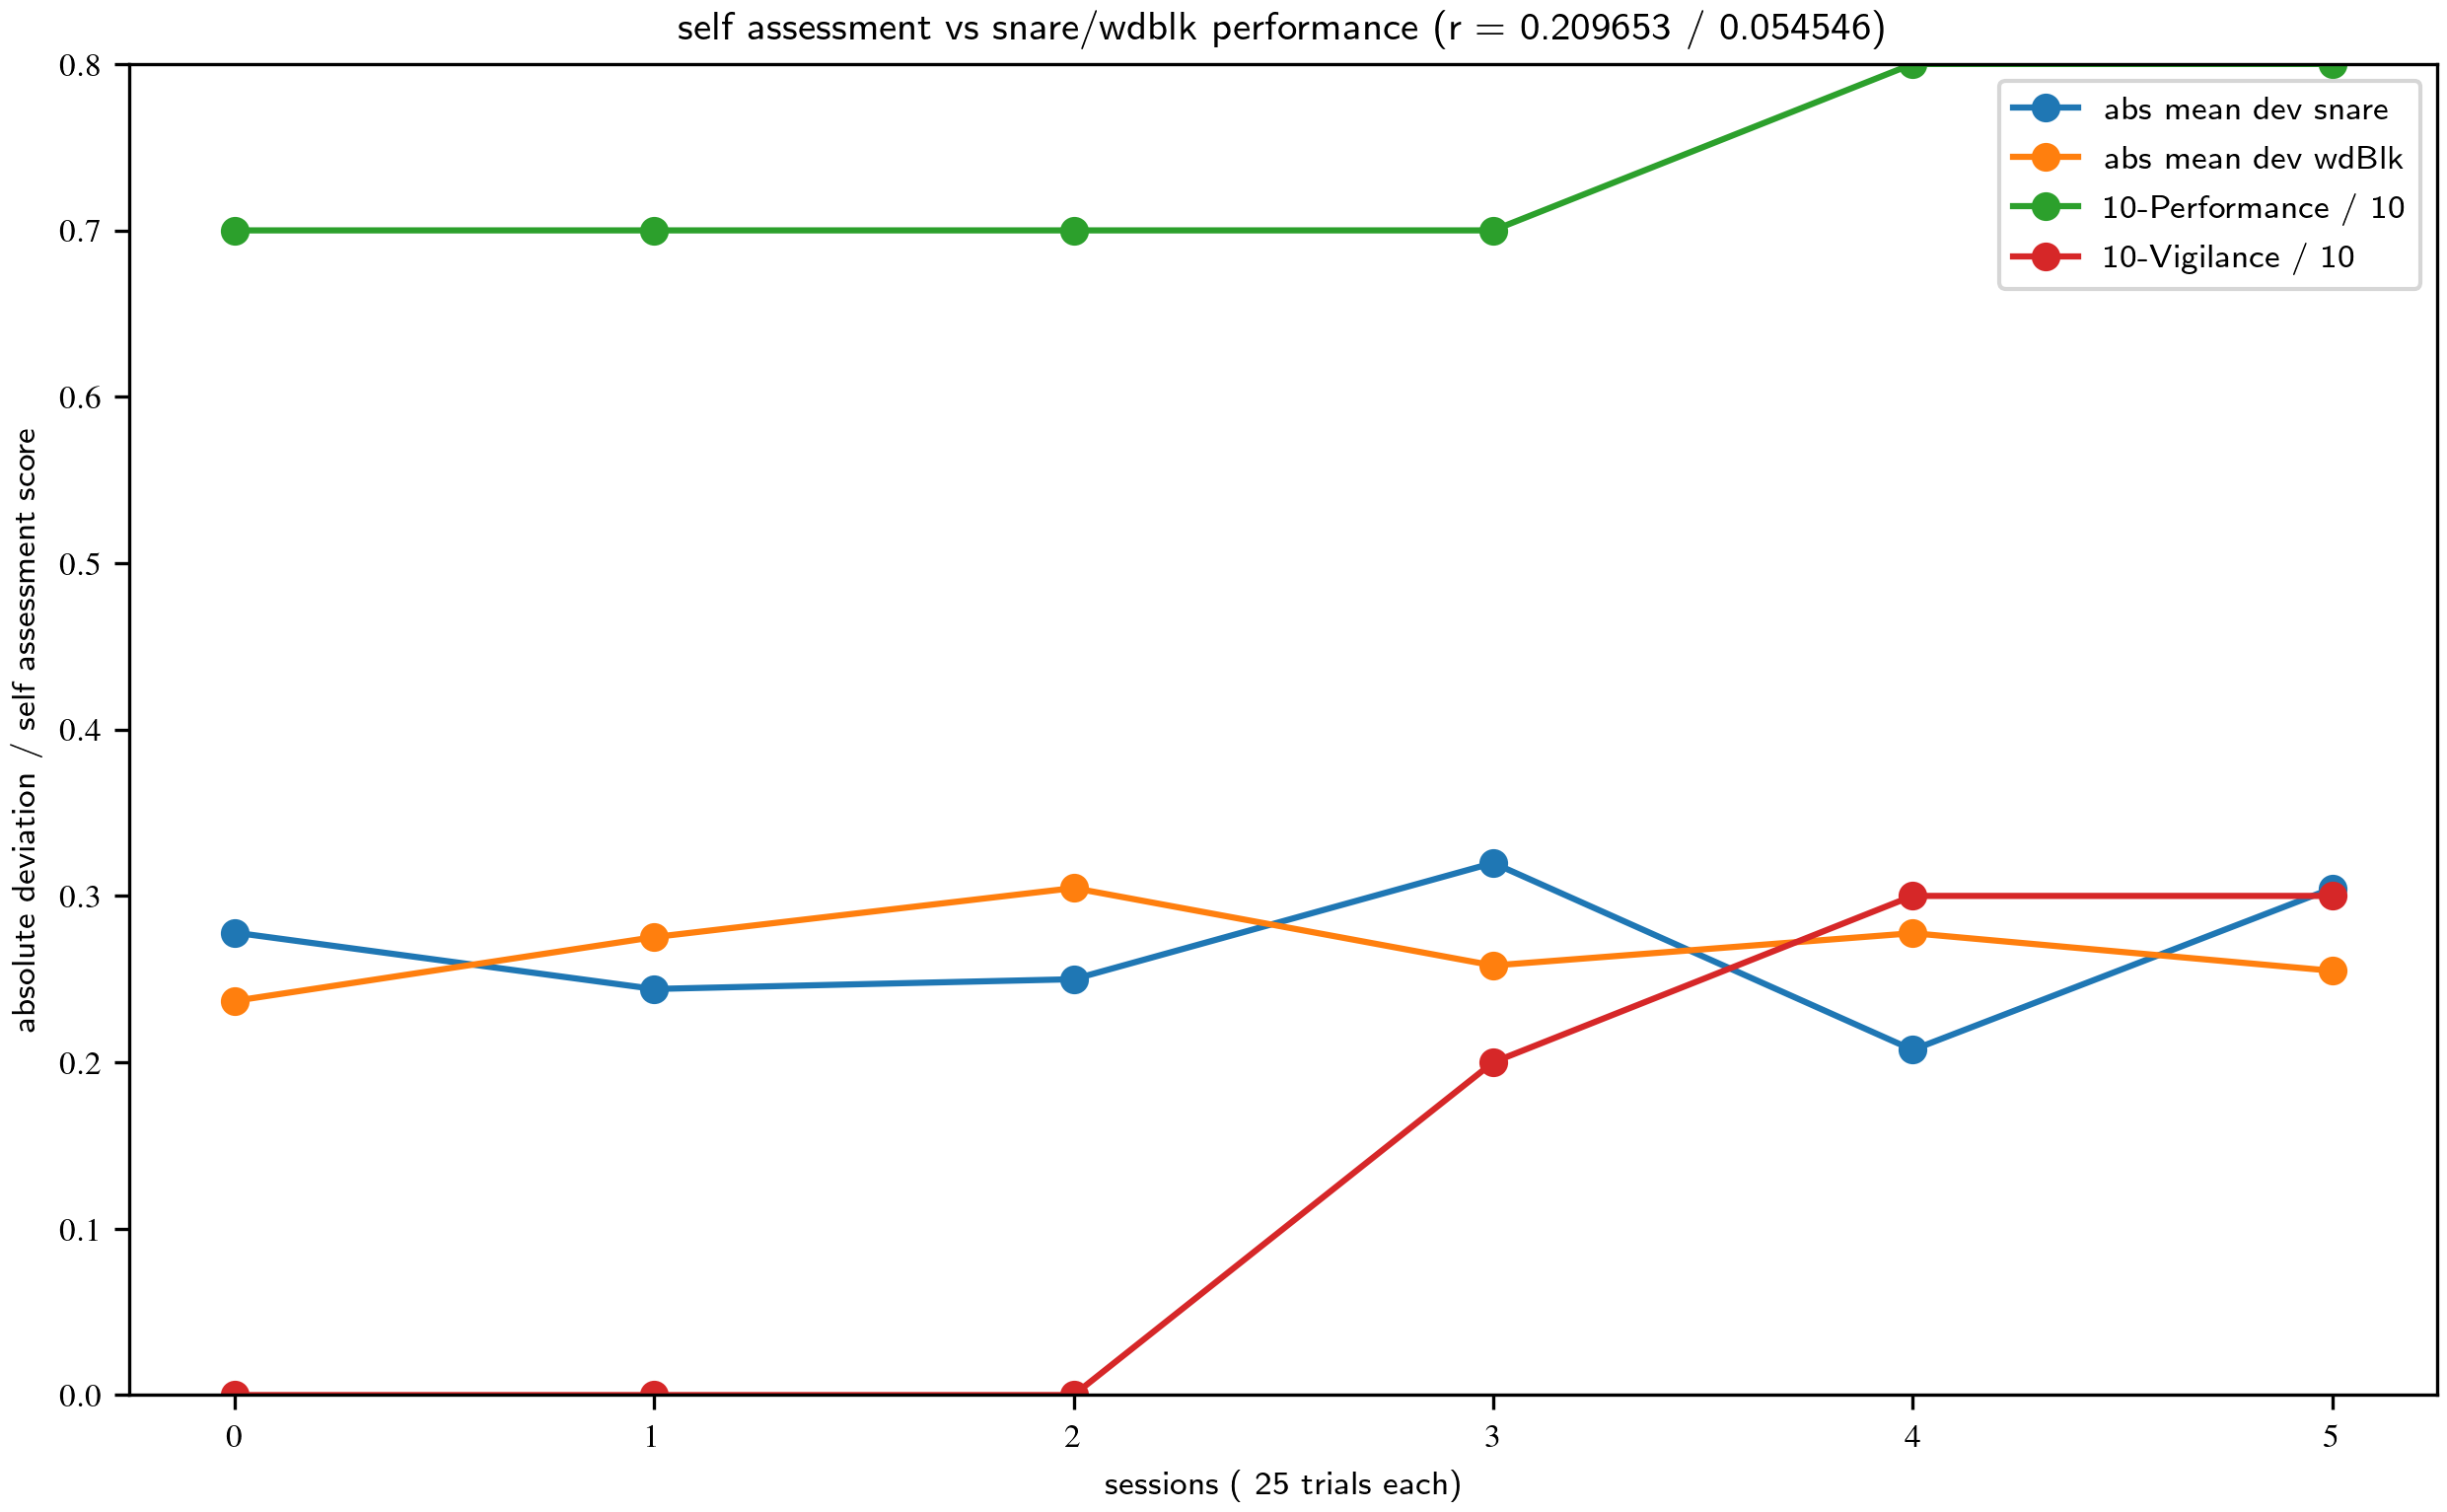 self assessment vs snare/wdblk performance (r = 0.209653 / 0.054546)
abs mean dev snare
abs mean dev wdBlk
10-Performance / 10
10-Vigilance / 10
absolute deviation / self assessment score
0.8
0.7
0.6
0.5
0.4
0.3
0.2
0.1
0.0
0 1 2 3 4 5
sessions ( 25 trials each)